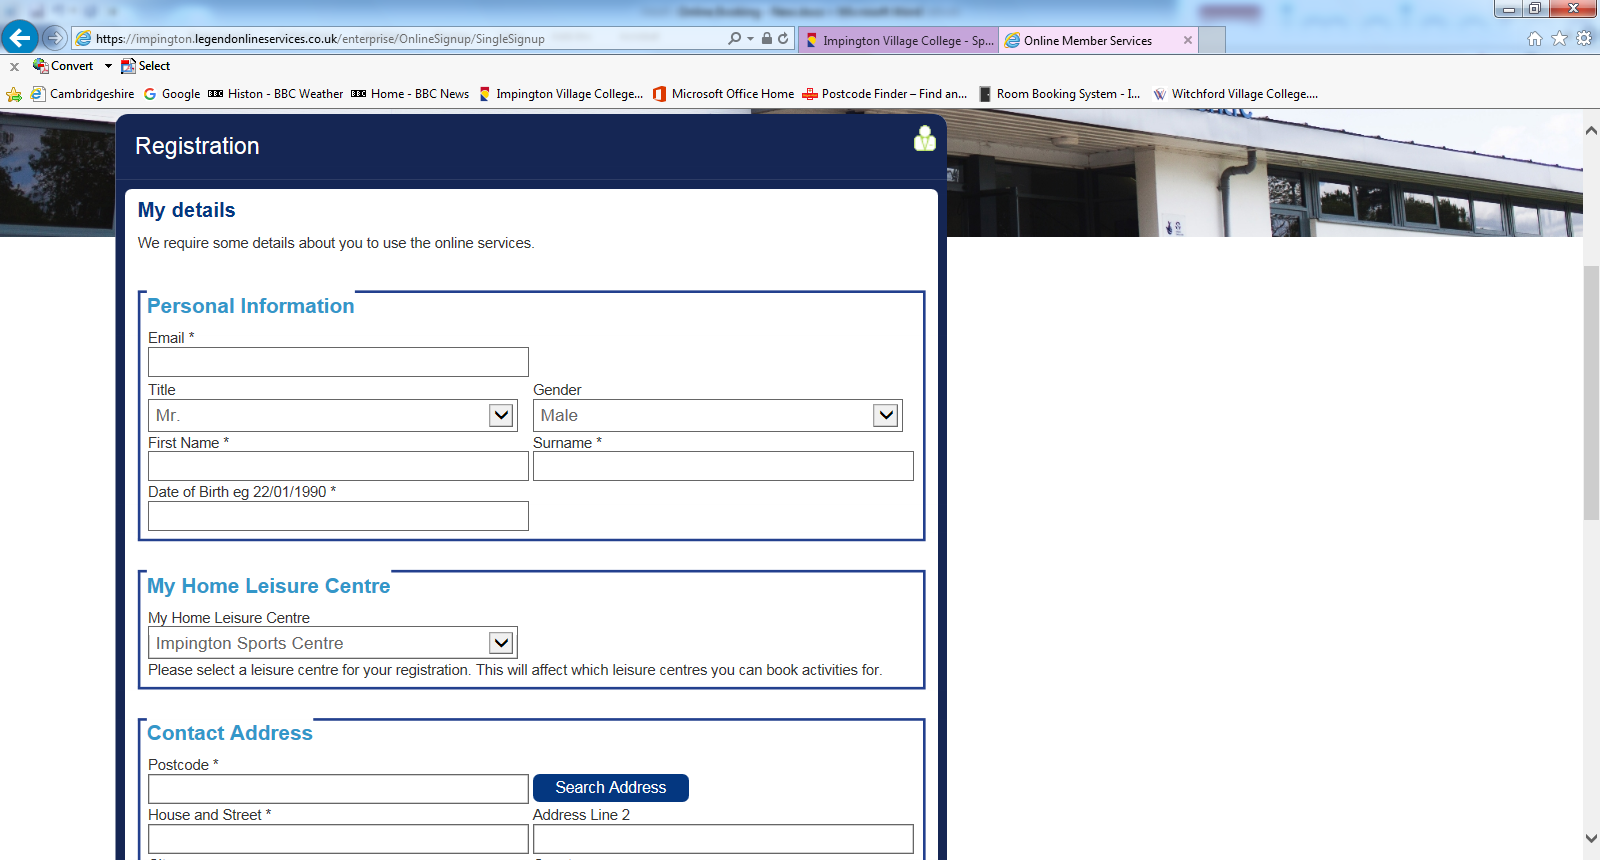 https://impington.legendonlineservices.co.uk/enterprise/OnlineSignup/SingleSignup
Impington Village College - Sp...
Online Member Services
x Convert Select
Cambridgeshire Google BBC Histon - BBC Weather BBC Home - BBC News Impington Village College... Microsoft Office Home Postcode Finder – Find an... Room Booking System - I... Witchford Village College....
Registration
My details
We require some details about you to use the online services.
Personal Information
Email *
Title Gender
Mr. Male
First Name * Surname *
Date of Birth eg 22/01/1990 *
My Home Leisure Centre
My Home Leisure Centre
Impington Sports Centre
Please select a leisure centre for your registration. This will affect which leisure centres you can book activities for.
Contact Address
Postcode *
Search Address
House and Street * Address Line 2